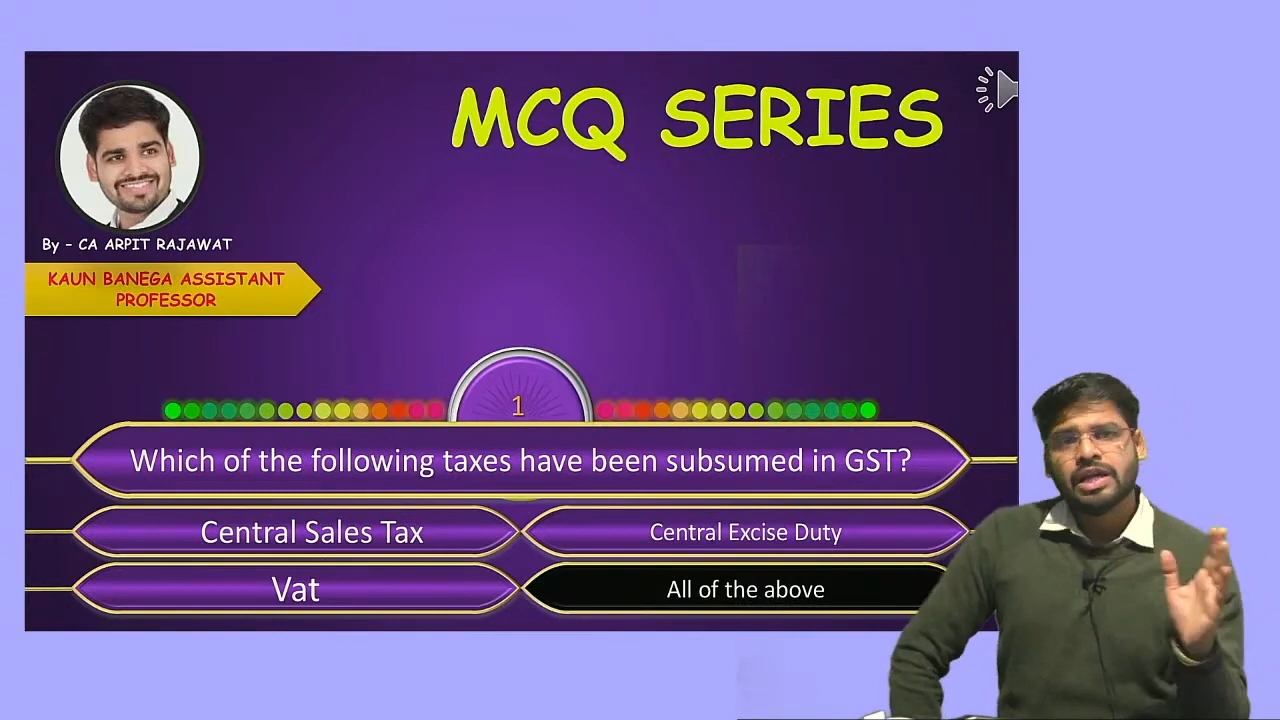 MCQ SERIES
By - CA ARPIT RAJAWAT
KAUN BANEGA ASSISTANT
PROFESSOR
1
Which of the following taxes have been subsumed in GST?
Central Sales Tax
Central Excise Duty
Vat
All of the above